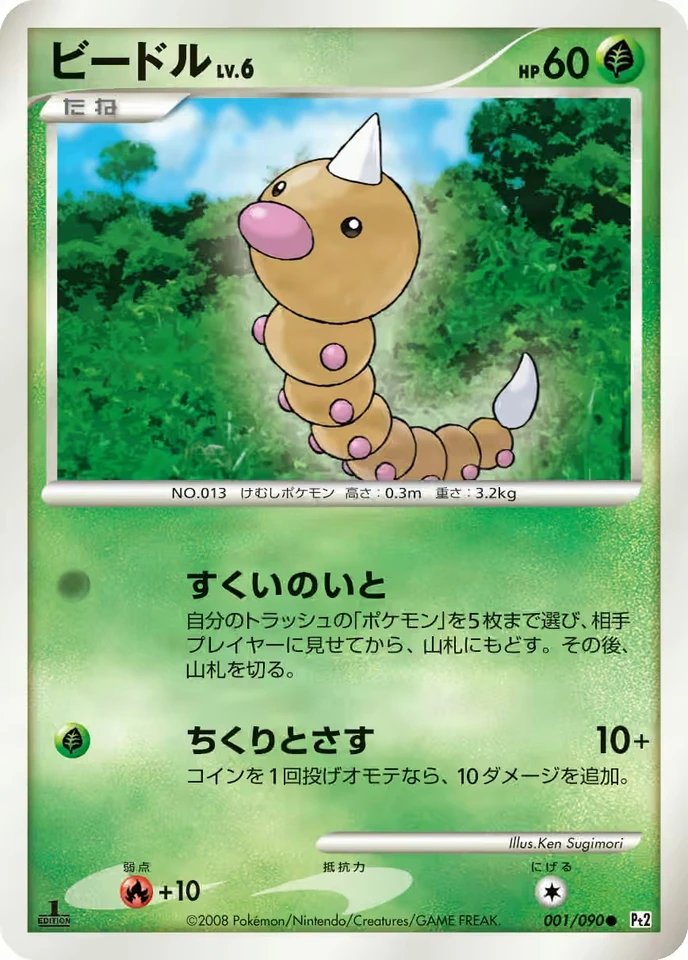 ビードル LV.6 HP 60
たね
NO.013 けむしポケモン 高さ:0.3m 重さ:3.2kg
すくいのいと
自分のトラッシュの「ポケモン」を5枚まで選び、相手
プレイヤーに見せてから、山札にもどす。その後、
山札を切る。
ちくりとさす 10+
コインを1回投げオモテなら、10ダメージを追加。
Illus.Ken Sugimori
弱点 抵抗力 にげる
+10
1 EDITION ©2008 Pokémon/Nintendo/Creatures/GAME FREAK. 001/090 Pt2